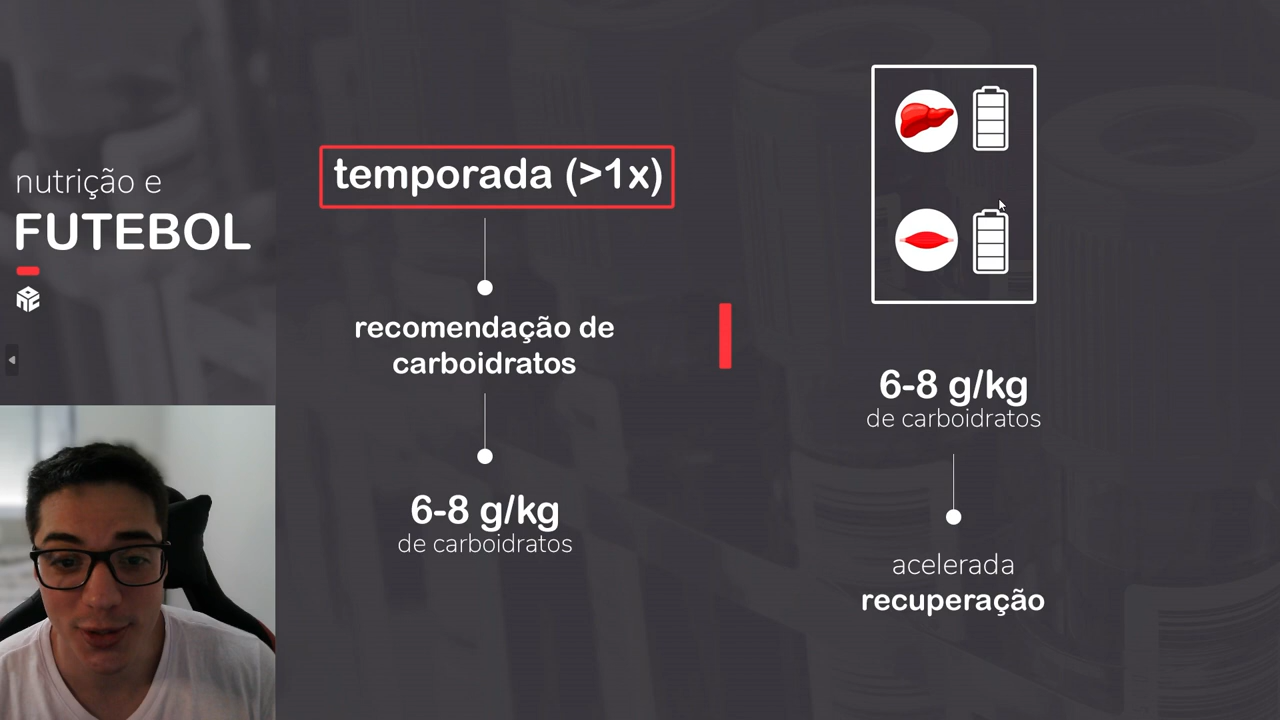 nutrição e
FUTEBOL
temporada (>1x)
recomendação de
carboidratos
6-8 g/kg
de carboidratos
6-8 g/kg
de carboidratos
acelerada
recuperação